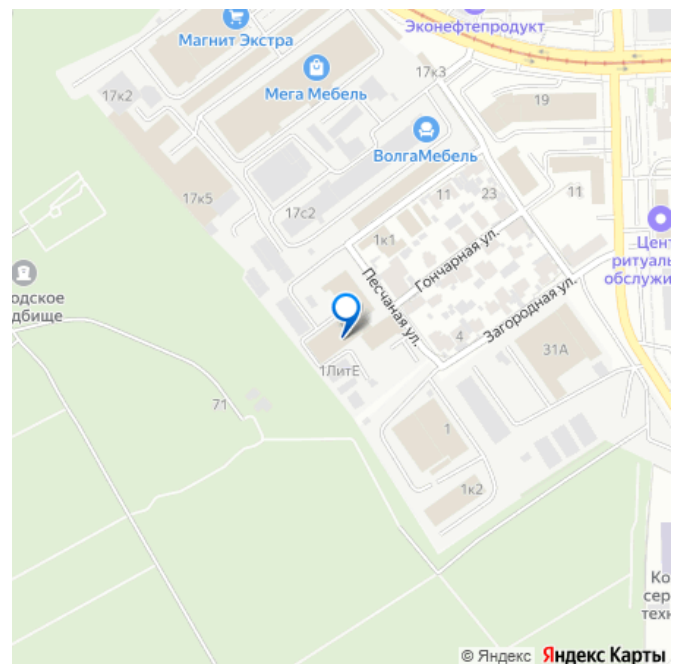 Эконефтепродукт
Магнит Экстра
17к3
Мега Мебель
17к2
19
ВолгаМебель
17к5
11
23
11
17с2
1к1
Гончарная ул.
Цент
ритуаль
обслужи
одское
дбище
Песчаная ул.
Загородная ул.
4
31А
1ЛитЕ
71
1
1к2
Ко
сер
техн
© Яндекс Яндекс Карты